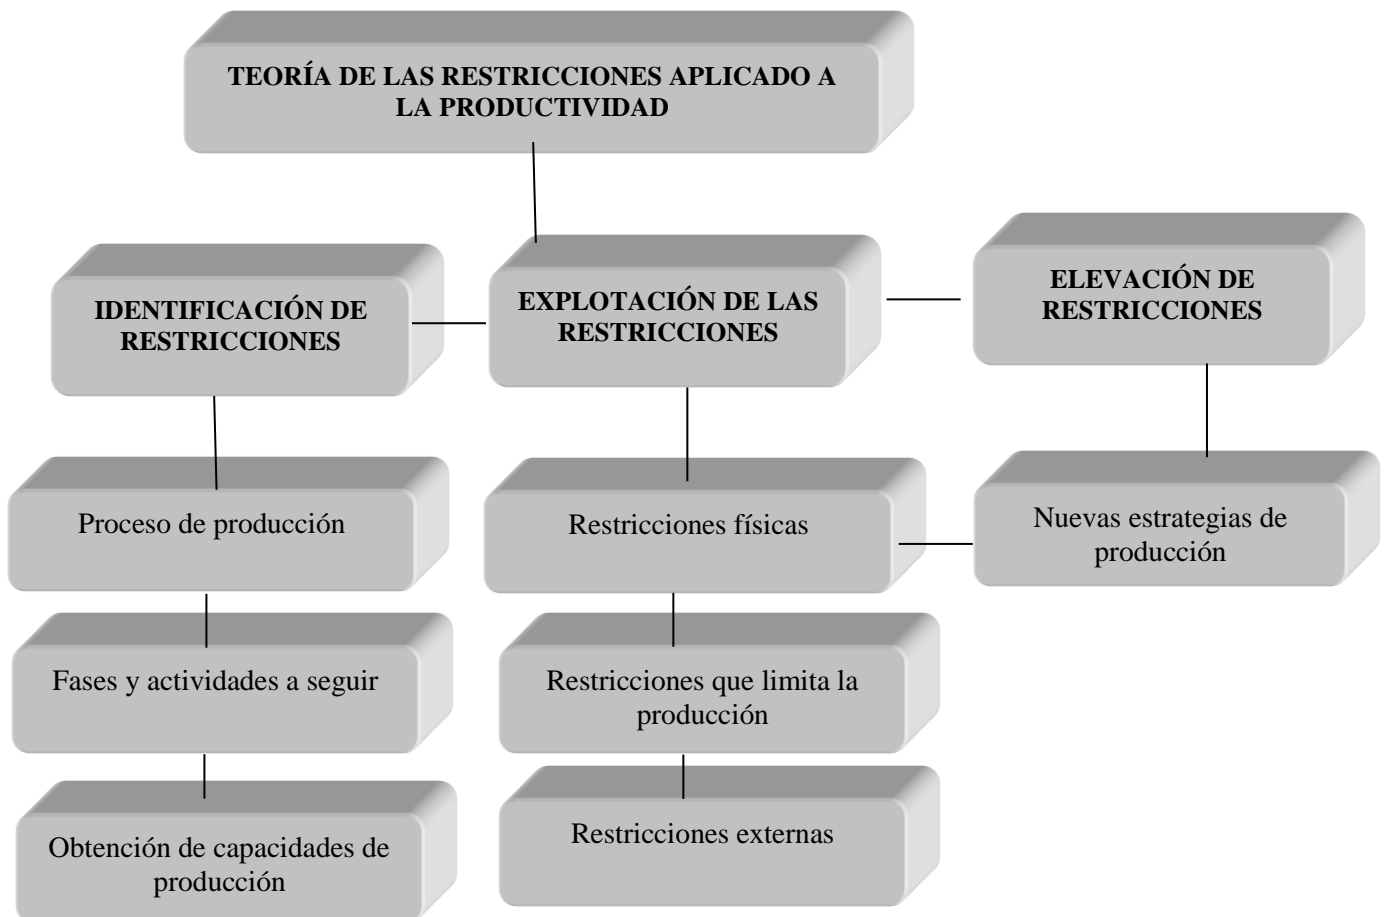 TEORÍA DE LAS RESTRICCIONES APLICADO A
LA PRODUCTIVIDAD
IDENTIFICACIÓN DE
RESTRICCIONES
EXPLOTACIÓN DE LAS
RESTRICCIONES
ELEVACIÓN DE
RESTRICCIONES
Proceso de producción
Restricciones físicas
Nuevas estrategias de
producción
Fases y actividades a seguir
Restricciones que limita la
producción
Obtención de capacidades de
producción
Restricciones externas